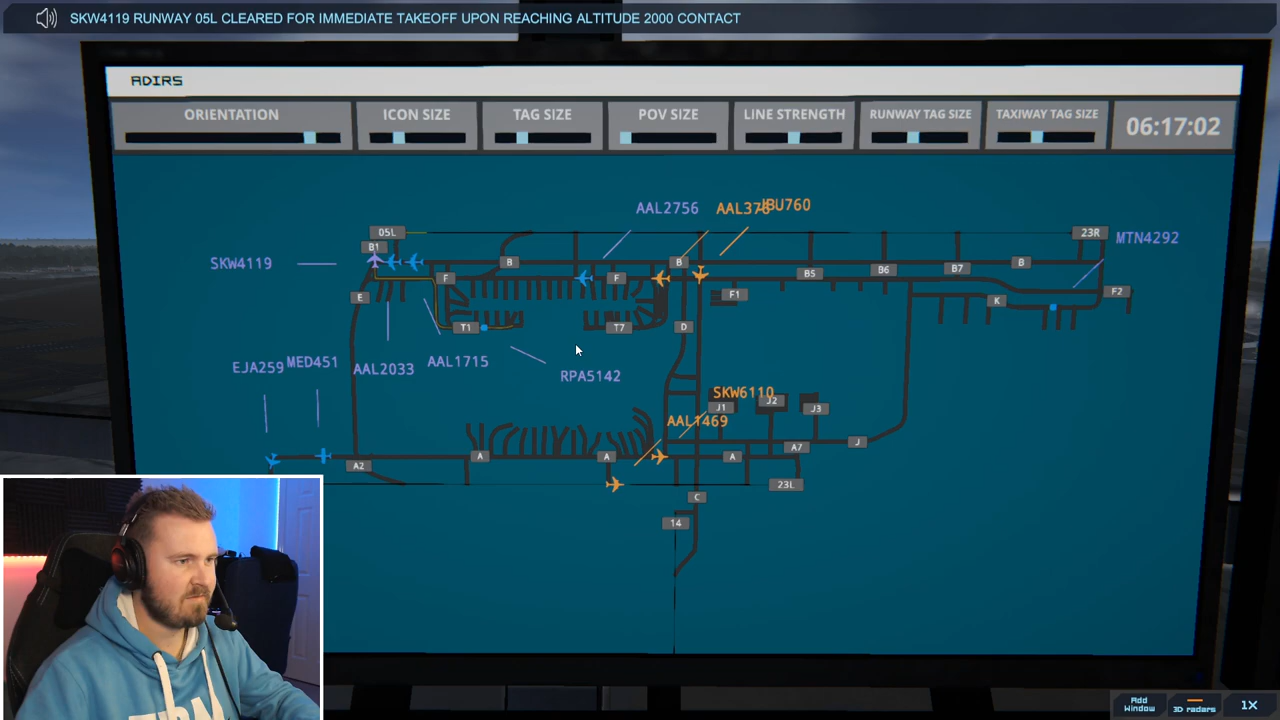 SKW4119 RUNWAY 05L CLEARED FOR IMMEDIATE TAKEOFF UPON REACHING ALTITUDE 2000 CONTACT
ADIRS
ORIENTATION ICON SIZE TAG SIZE POV SIZE LINE STRENGTH RUNWAY TAG SIZE TAXIWAY TAG SIZE 06:17:02
AAL2756 AAL376 JBU760
05L 23R
B1 MTN4292
SKW4119 B B B5 B6 B7 B
F F
E F1 K F2
T1 T7 D
EJA259 MED451 AAL2033 AAL1715 RPA5142
SKW6110
J1 J2 J3
AAL1469
A2 A A A A7 J
23L
C
14
Add
Window
3D radars
1X